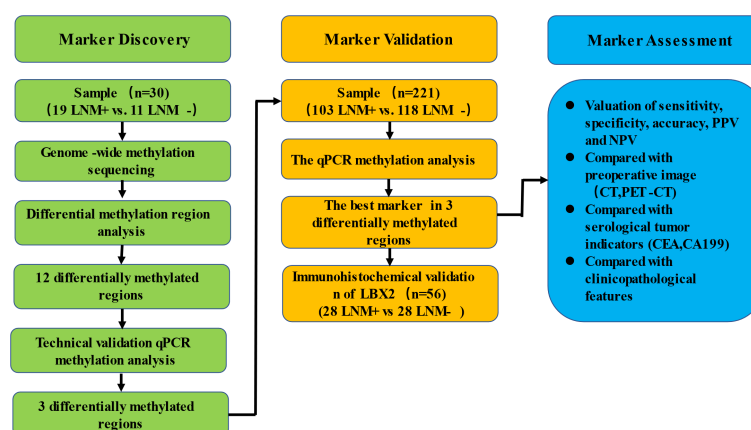 Marker Discovery
Sample (n=30)
(19 LNM+ vs. 11 LNM -)
Genome -wide methylation
sequencing
Differential methylation region
analysis
12 differentially methylated
regions
Technical validation qPCR
methylation analysis
3 differentially methylated
regions
Marker Validation
Sample (n=221)
(103 LNM+ vs. 118 LNM -)
The qPCR methylation analysis
The best marker in 3
differentially methylated
regions
Immunohistochemical validatio
n of LBX2 (n=56)
(28 LNM+ vs 28 LNM- )
Marker Assessment
● Valuation of sensitivity,
specificity, accuracy, PPV
and NPV
● Compared with
preoperative image
(CT,PET -CT)
● Compared with
serological tumor
indicators (CEA,CA199)
● Compared with
clinicopathological
features